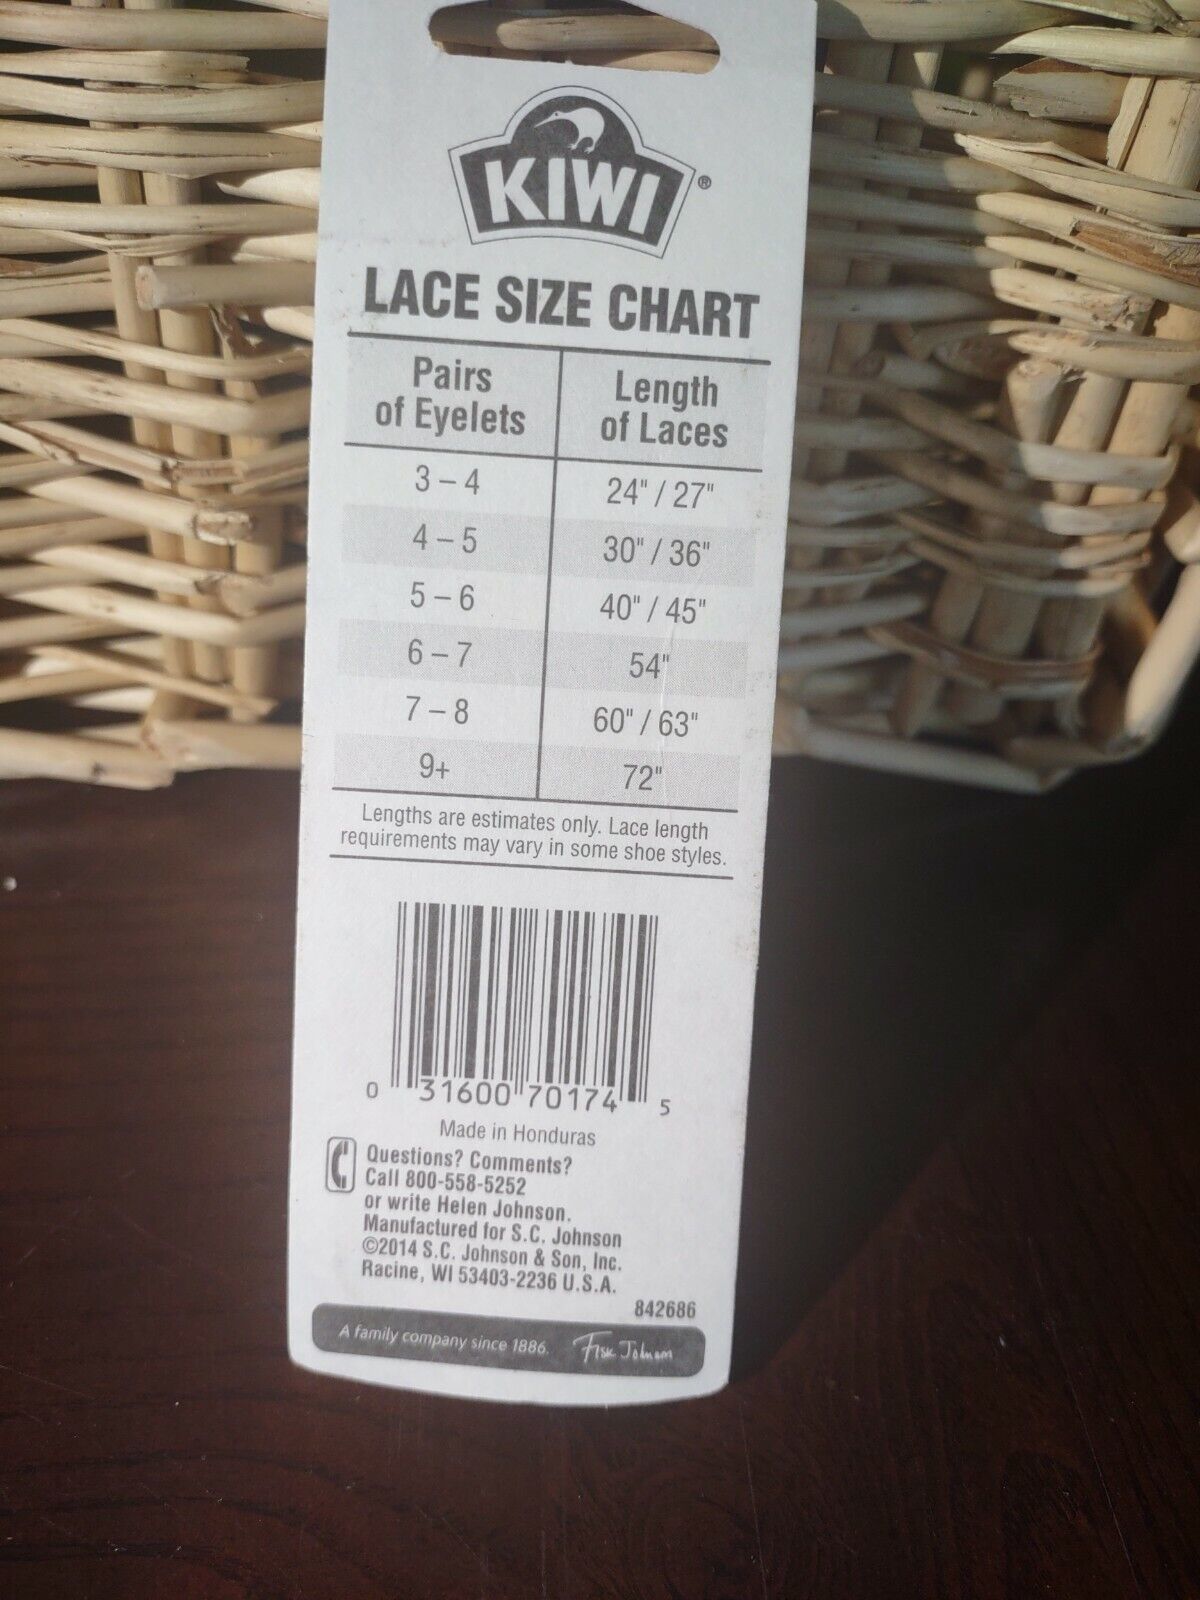 KIWI®
LACE SIZE CHART
Pairs of Eyelets Length of Laces
3 – 4 24" / 27"
4 – 5 30" / 36"
5 – 6 40" / 45"
6 – 7 54"
7 – 8 60" / 63"
9+ 72"
Lengths are estimates only. Lace length
requirements may vary in some shoe styles.
0 31600 70174 5
Made in Honduras
Questions? Comments?
Call 800-558-5252
or write Helen Johnson.
Manufactured for S.C. Johnson
©2014 S.C. Johnson & Son, Inc.
Racine, WI 53403-2236 U.S.A.
842686
A family company since 1886. Fisk Johnson